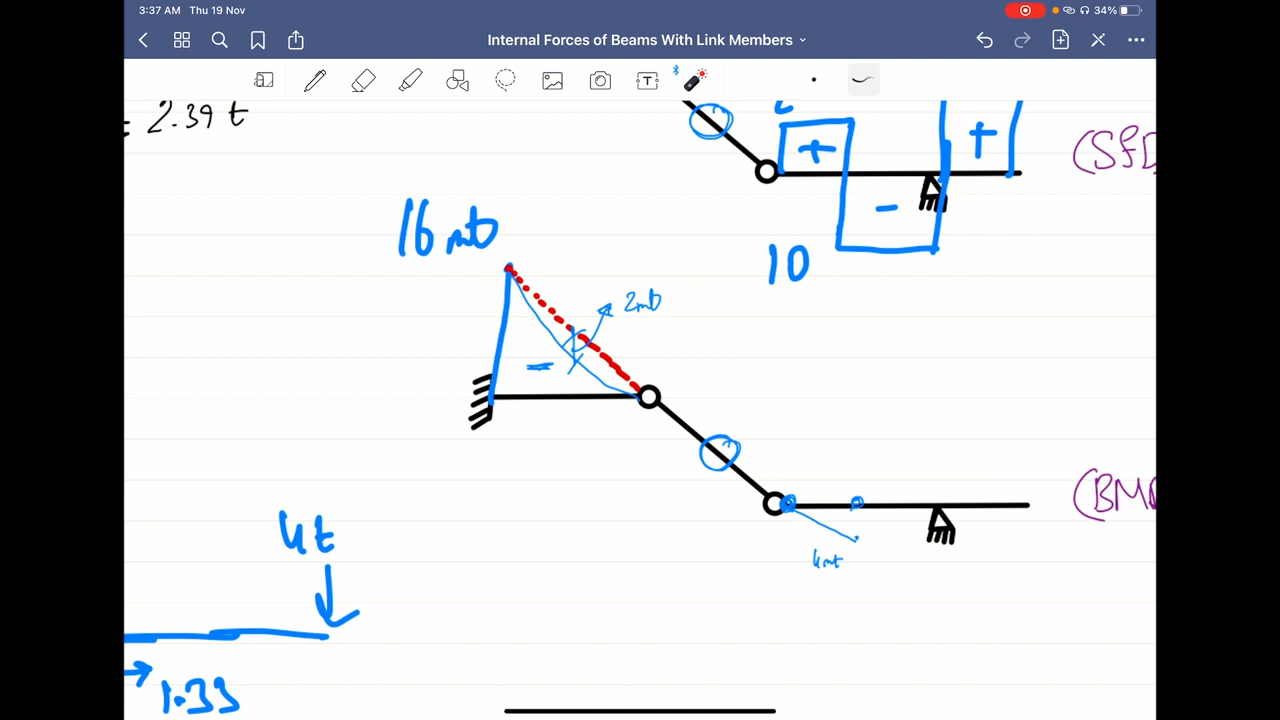 3:37 AM Thu 19 Nov
34%
Internal Forces of Beams With Link Members
T
= 2.39 t
+
+
-
(SFD
16 mt
10
2mt
-
(BMD
4mt
4t
1.33